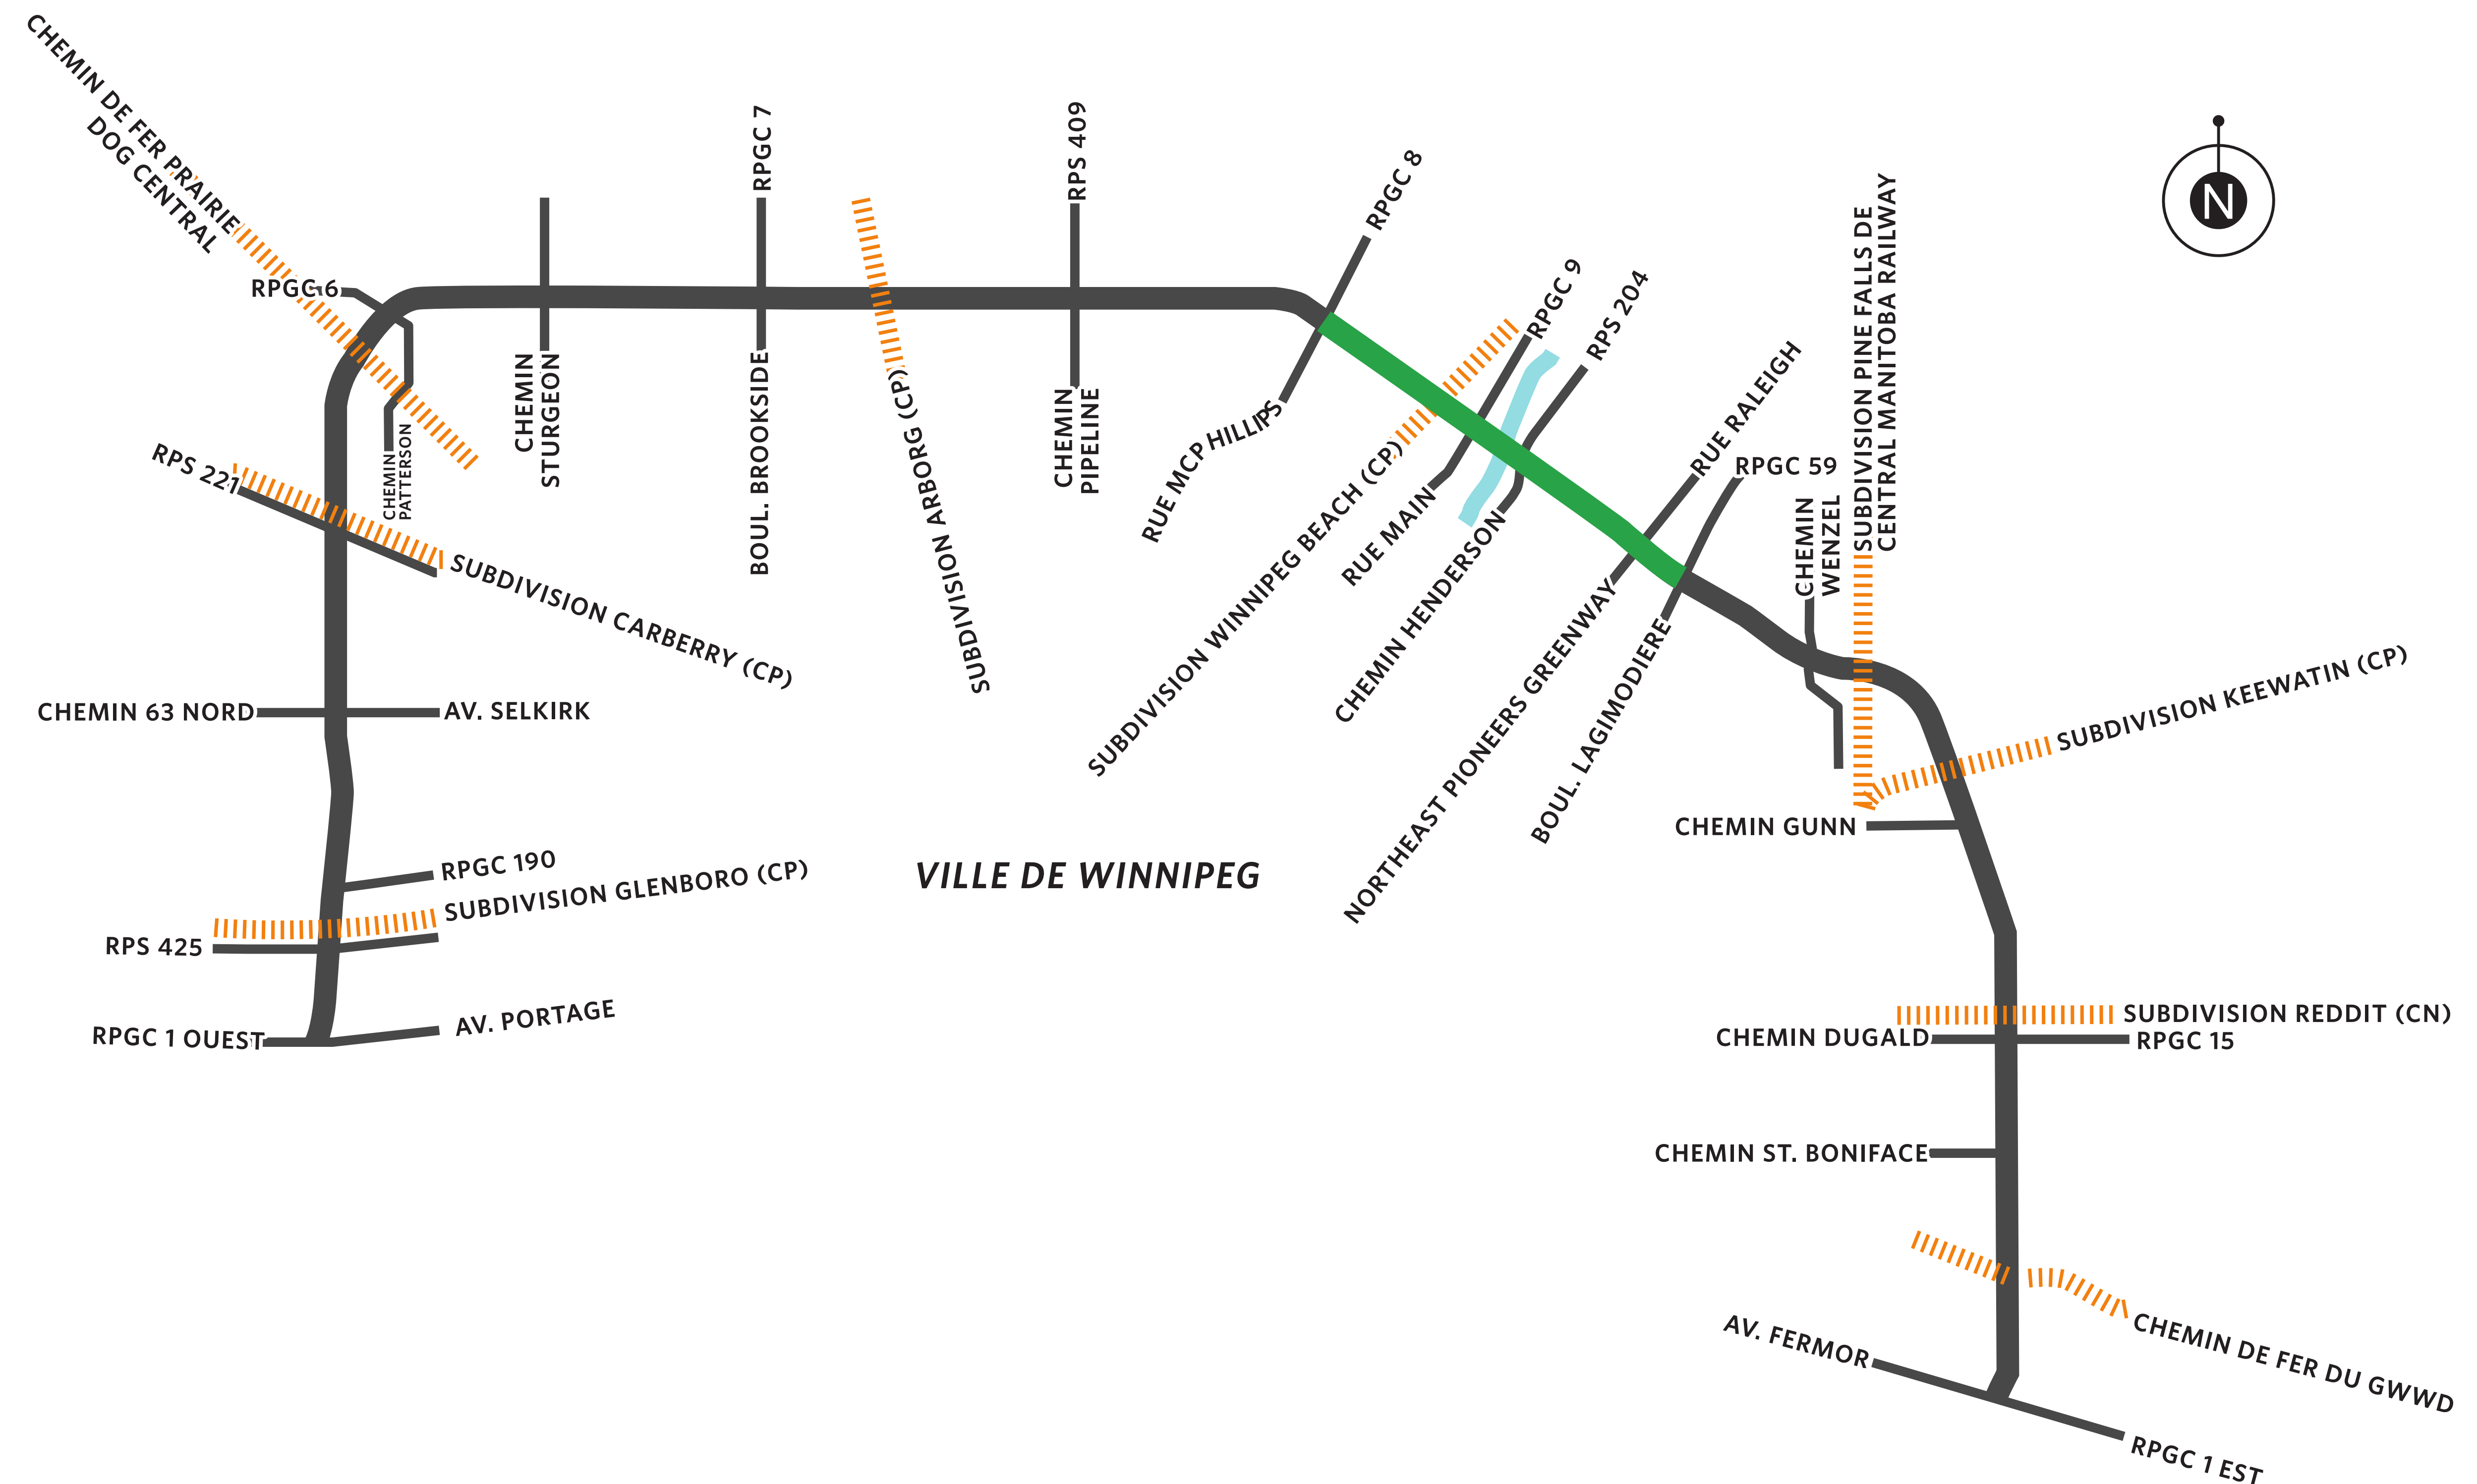 CHEMIN DE FER PRAIRIE
DOG CENTRAL
RPGC 6
CHEMIN
PATTERSON
RPS 221
SUBDIVISION CARBERRY (CP)
CHEMIN 63 NORD
AV. SELKIRK
RPGC 190
SUBDIVISION GLENBORO (CP)
RPS 425
RPGC 1 OUEST
AV. PORTAGE
CHEMIN
STURGEON
RPGC 7
BOUL. BROOKSIDE
SUBDIVISION ARBORG (CP)
RPS 409
CHEMIN
PIPELINE
RPGC 8
RUE MCP HILLIPS
SUBDIVISION WINNIPEG BEACH (CP)
RPGC 9
RUE MAIN
RPS 204
CHEMIN HENDERSON
RUE RALEIGH
NORTHEAST PIONEERS GREENWAY
RPGC 59
BOUL. LAGIMODIERE
CHEMIN
WENZEL
SUBDIVISION PINE FALLS DE
CENTRAL MANITOBA RAILWAY
N
SUBDIVISION KEEWATIN (CP)
CHEMIN GUNN
VILLE DE WINNIPEG
SUBDIVISION REDDIT (CN)
CHEMIN DUGALD
RPGC 15
CHEMIN ST. BONIFACE
CHEMIN DE FER DU GWWD
AV. FERMOR
RPGC 1 EST